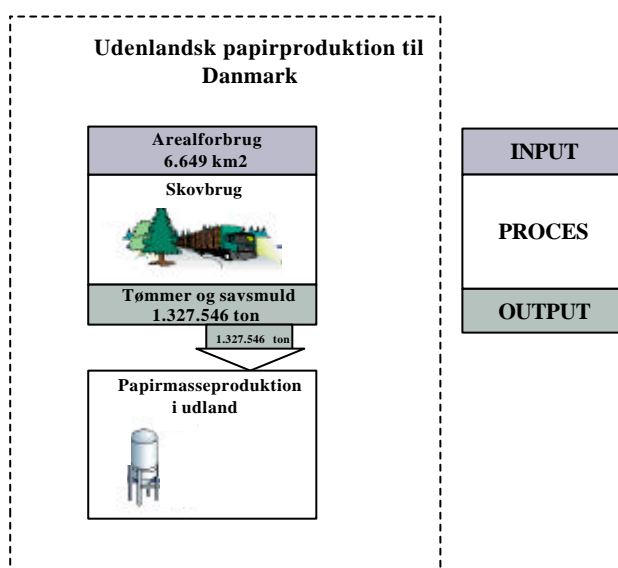 Udenlandsk papirproduktion til
Danmark
Arealforbrug
6.649 km2
Skovbrug
Tømmer og savsmuld
1.327.546 ton
1.327.546 ton
Papirmasseproduktion
i udland
INPUT
PROCES
OUTPUT